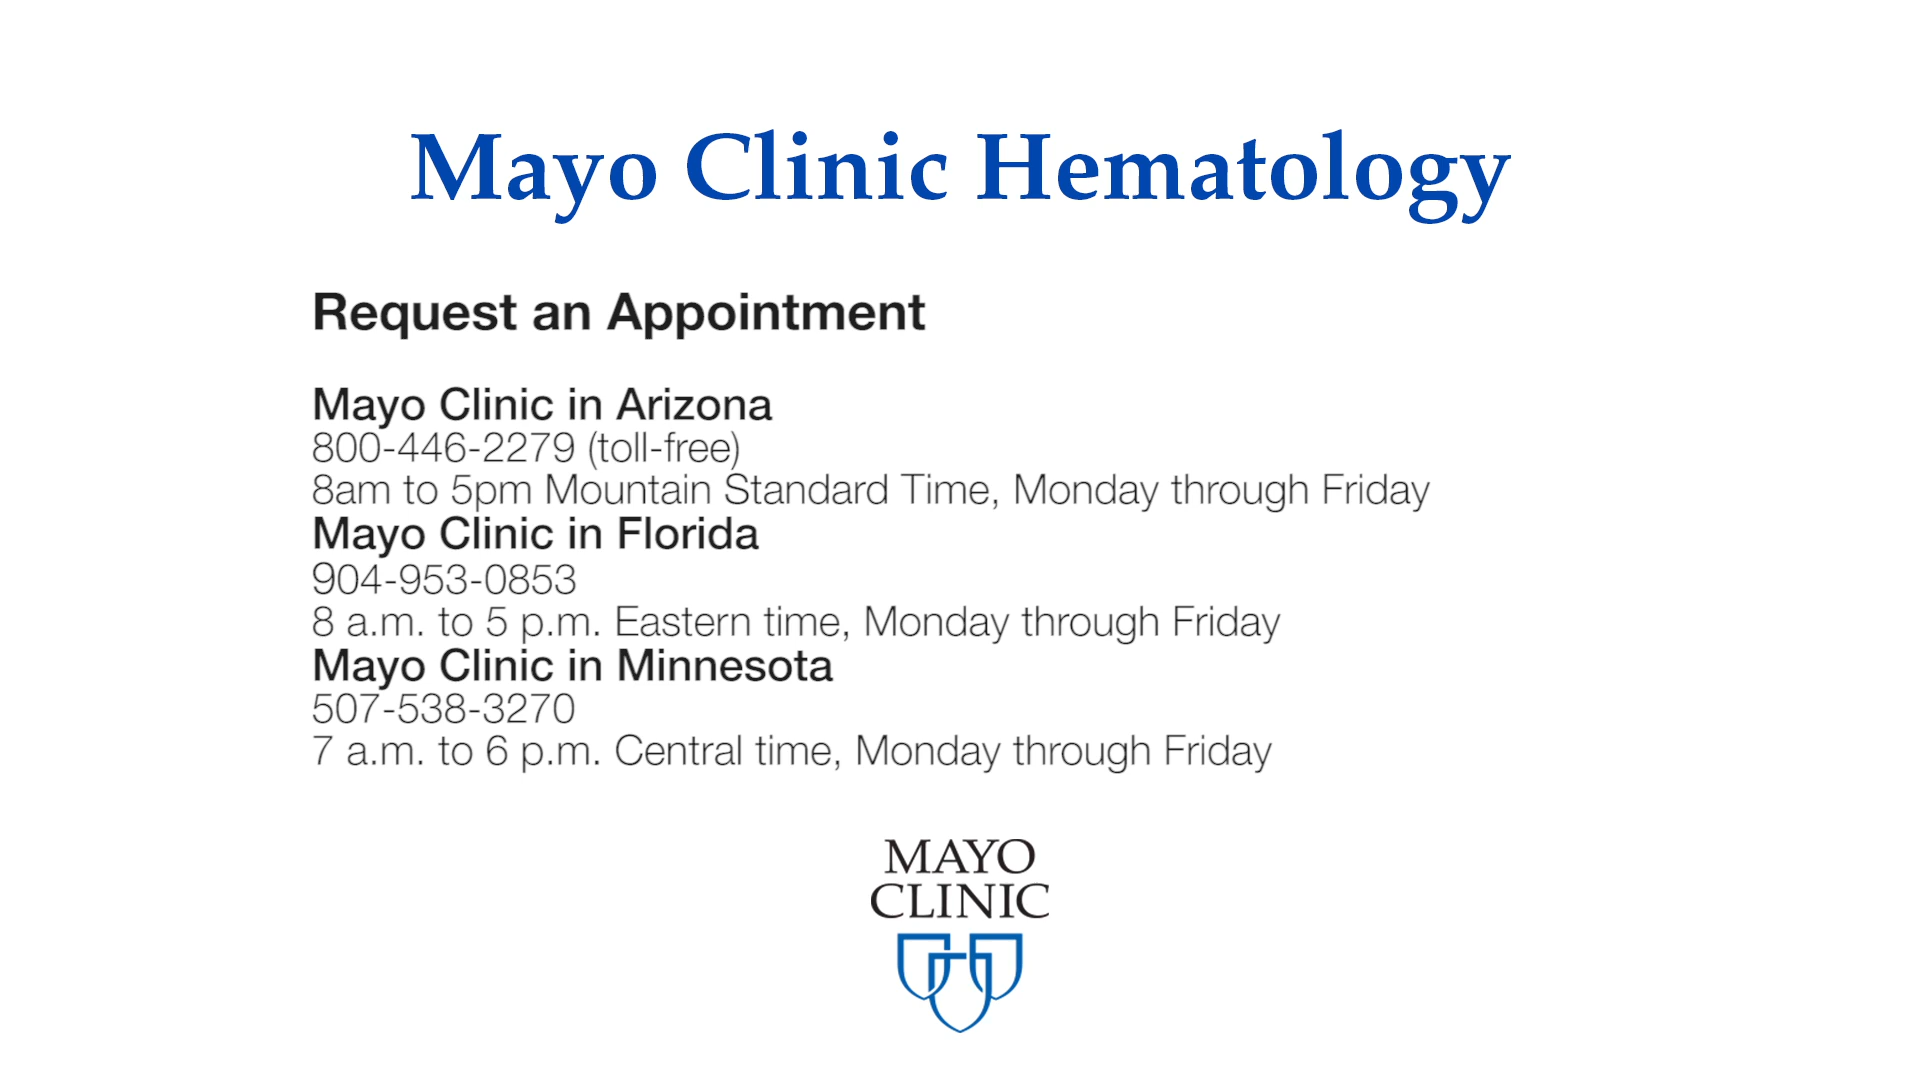 Mayo Clinic Hematology
Request an Appointment
Mayo Clinic in Arizona
800-446-2279 (toll-free)
8am to 5pm Mountain Standard Time, Monday through Friday
Mayo Clinic in Florida
904-953-0853
8 a.m. to 5 p.m. Eastern time, Monday through Friday
Mayo Clinic in Minnesota
507-538-3270
7 a.m. to 6 p.m. Central time, Monday through Friday
MAYO
CLINIC